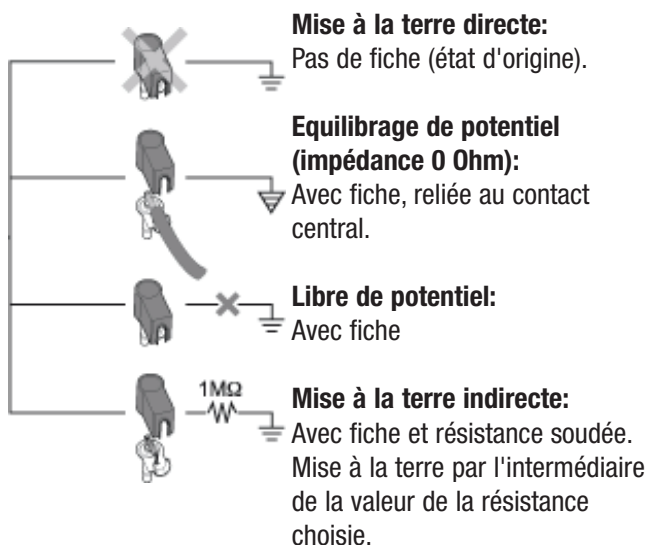 Mise à la terre directe:
Pas de fiche (état d'origine).
Equilibrage de potentiel
(impédance 0 Ohm):
Avec fiche, reliée au contact
central.
Libre de potentiel:
Avec fiche
1MΩ
Mise à la terre indirecte:
Avec fiche et résistance soudée.
Mise à la terre par l'intermédiaire
de la valeur de la résistance
choisie.